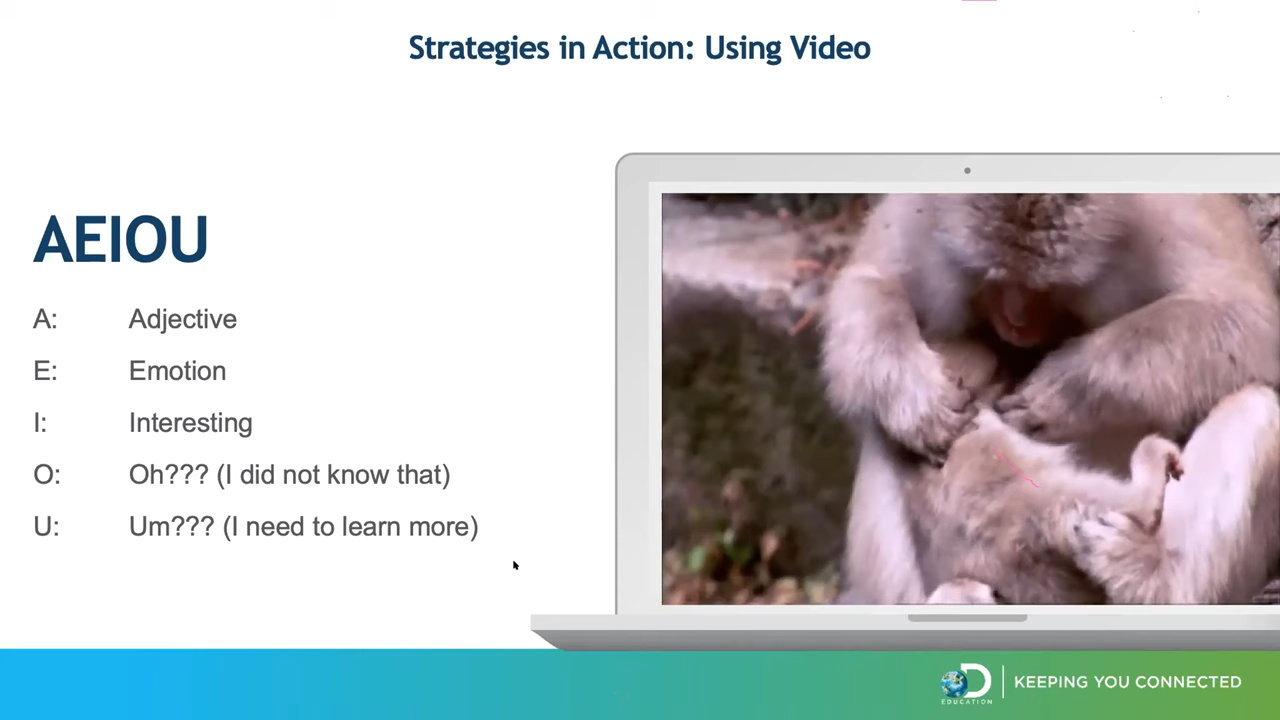 Strategies in Action: Using Video
AEIOU
A: Adjective
E: Emotion
I: Interesting
O: Oh??? (I did not know that)
U: Um??? (I need to learn more)
D
EDUCATION
KEEPING YOU CONNECTED